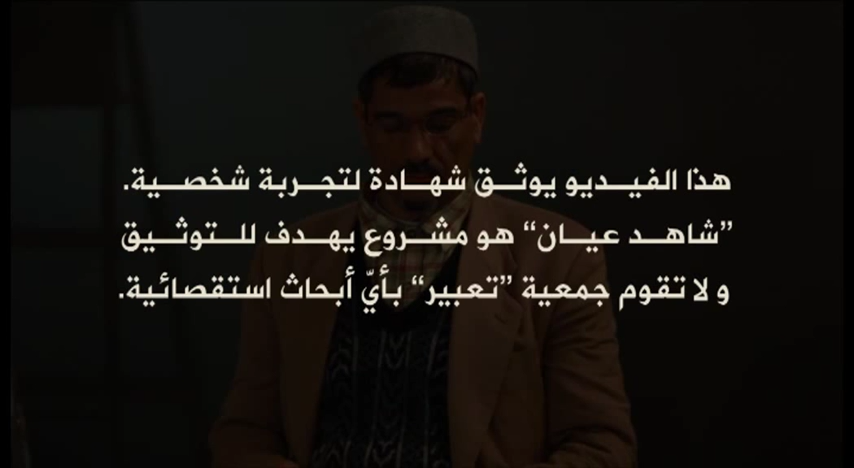 هذا الفيديو يوثق شهادة لتجربة شخصية.
"شاهد عيان" هو مشروع يهدف للتوثيق
و لا تقوم جمعية "تعبير" بأيّ أبحاث استقصائية.